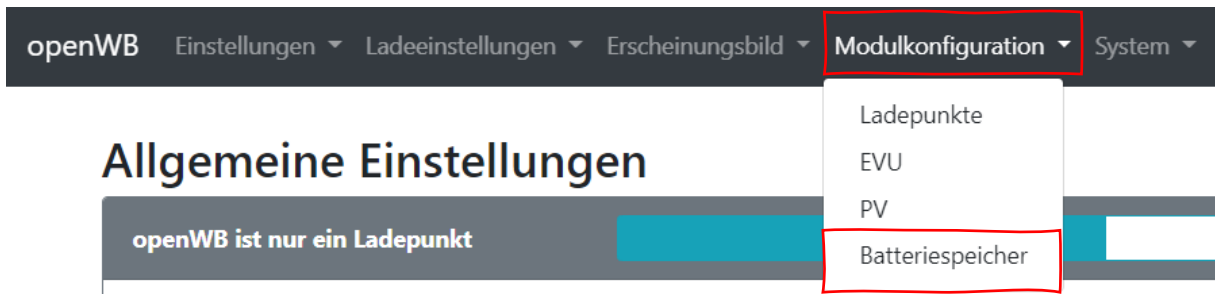 openWB Einstellungen Ladeeinstellungen Erscheinungsbild Modulkonfiguration System
Ladepunkte
EVU
PV
Batteriespeicher
Allgemeine Einstellungen
openWB ist nur ein Ladepunkt